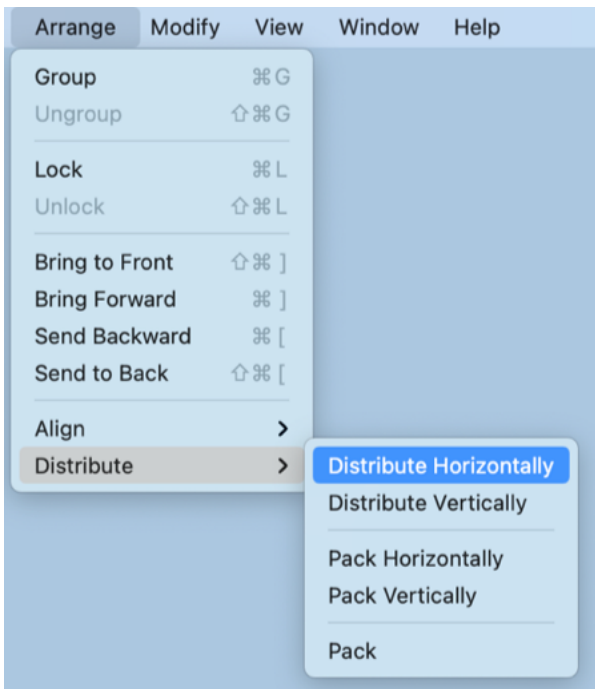 Arrange Modify View Window Help
Group ⌘G
Ungroup ⇧⌘G
Lock ⌘L
Unlock ⇧⌘L
Bring to Front ⇧⌘]
Bring Forward ⌘]
Send Backward ⌘[
Send to Back ⇧⌘[
Align
Distribute
Distribute Horizontally
Distribute Vertically
Pack Horizontally
Pack Vertically
Pack